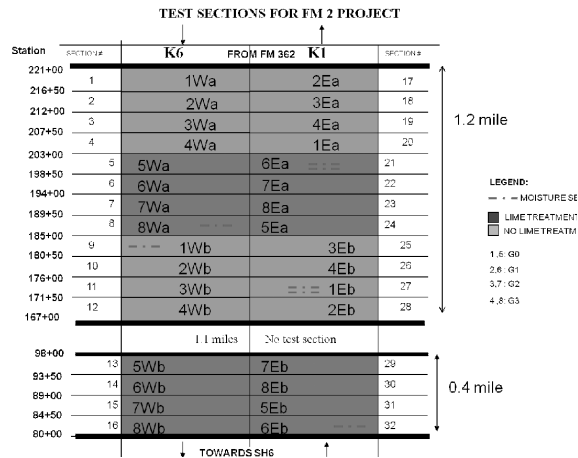 TEST SECTIONS FOR FM 2 PROJECT
Station SECTION # K6 FROM FM 362 K1 SECTION #
221+00
1 1Wa 2Ea 17
216+50
2 2Wa 3Ea 18
212+00
3 3Wa 4Ea 19
207+50
4 4Wa 1Ea 20
203+00
5 5Wa 6Ea 21
198+50
6 6Wa 7Ea 22
194+00
7 7Wa 8Ea 23
189+50
8 8Wa 5Ea 24
185+00
9 1Wb 3Eb 25
180+50
10 2Wb 4Eb 26
176+00
11 3Wb 1Eb 27
171+50
12 4Wb 2Eb 28
167+00
1.2 mile
LEGEND:
MOISTURE SE
LIME TREATMENT
NO LIME TREATM
1,5: G0
2,6: G1
3,7: G2
4,8: G3
1.1 miles No test section
98+00
13 5Wb 7Eb 29
93+50
14 6Wb 8Eb 30
89+00
15 7Wb 5Eb 31
84+50
16 8Wb 6Eb 32
80+00
0.4 mile
TOWARDS SH6